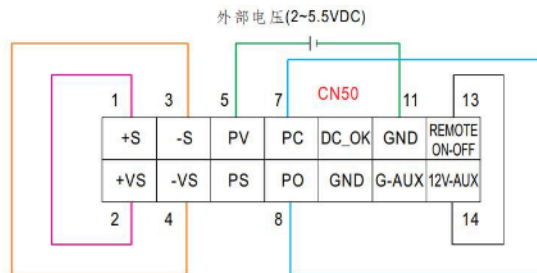 外部电压(2~5.5VDC)
1 3 5 7 CN50 11 13
+S -S PV PC DC_OK GND REMOTE
ON-OFF
+VS -VS PS PO GND G-AUX 12V-AUX
2 4 8 14